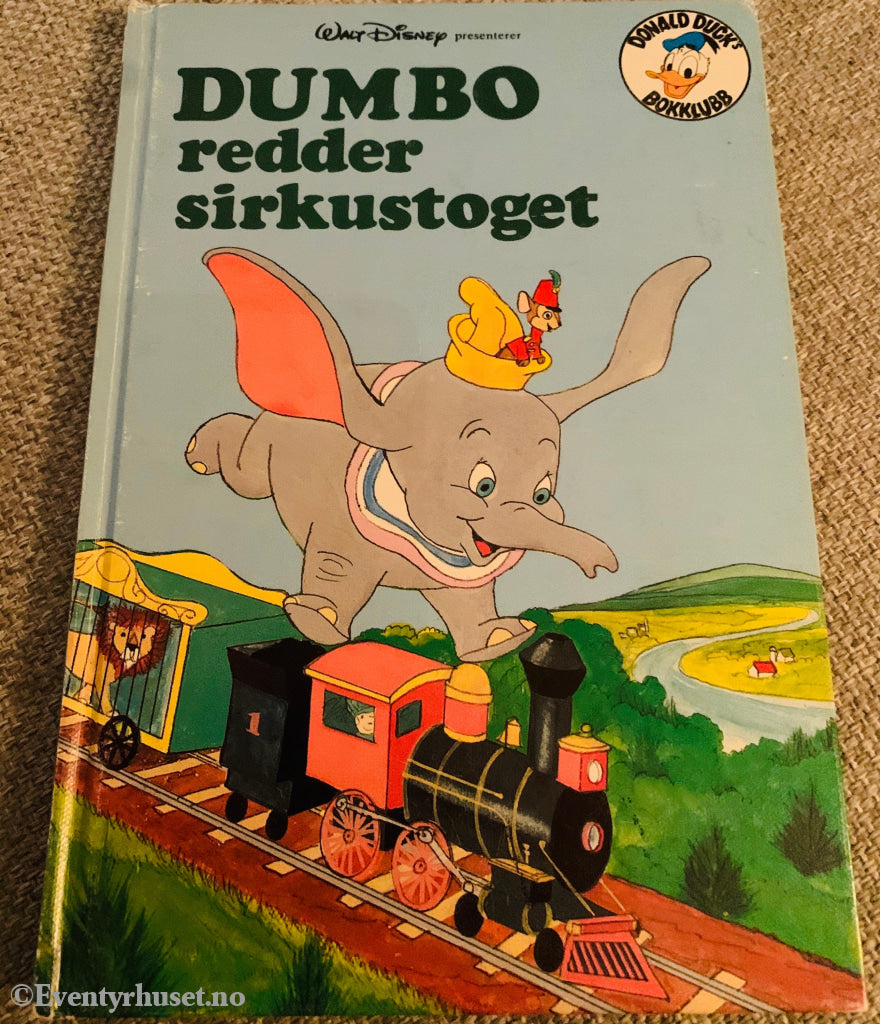 WALT DISNEY presenterer
DONALD DUCK's
BOKKLUBB
DUMBO
redder
sirkustoget
1
©Eventyrhuset.no